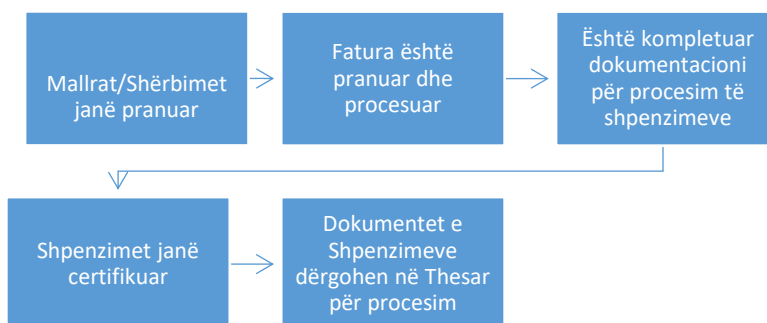 Mallrat/Shërbimet
janë pranuar
Fatura është
pranuar dhe
procesuar
Është kompletuar
dokumentacioni
për procesim të
shpenzimeve
Shpenzimet janë
certifikuar
Dokumentet e
Shpenzimeve
dërgohen në Thesar
për procesim